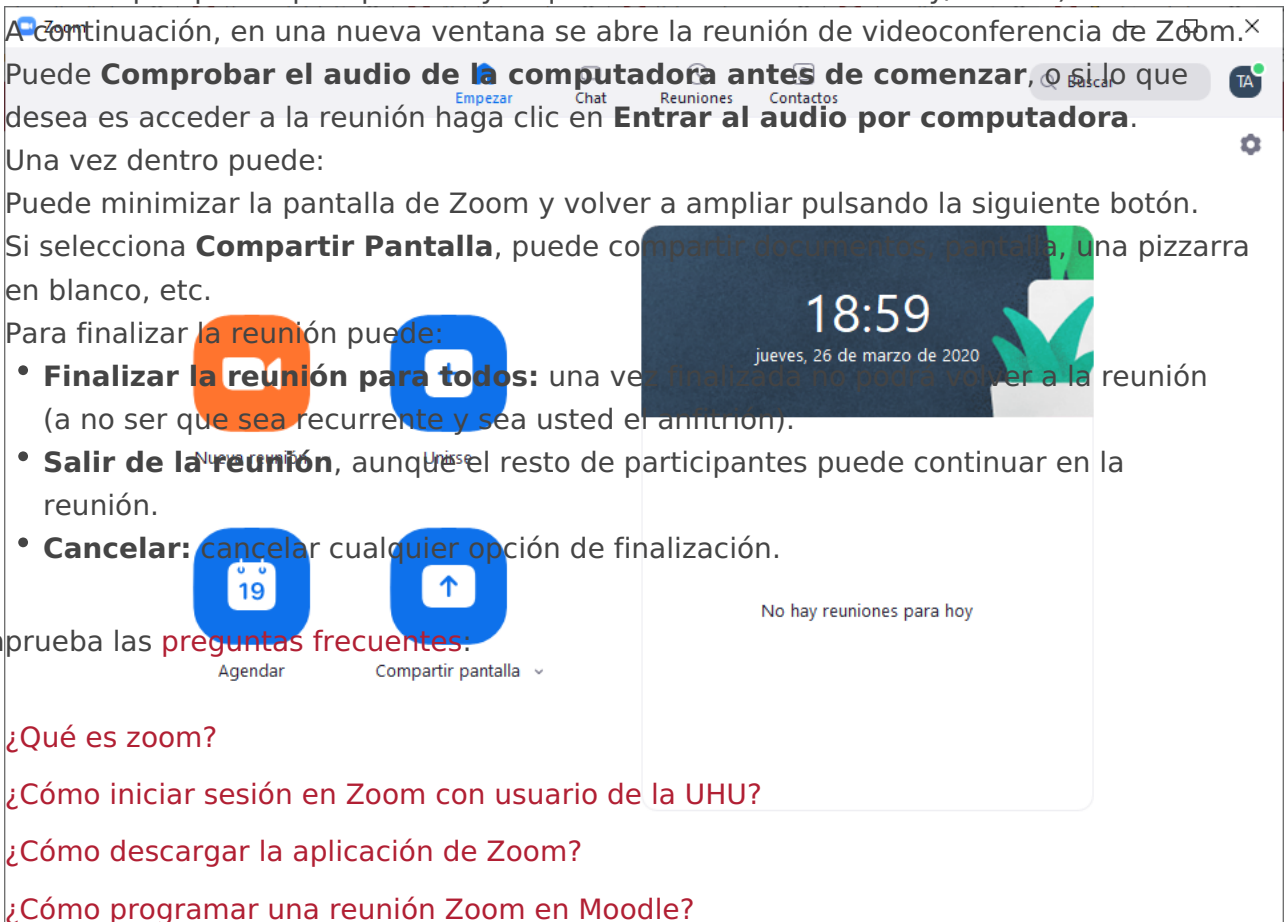 Zoom
A continuación, en una nueva ventana se abre la reunión de videoconferencia de Zoom.
Puede Comprobar el audio de la computadora antes de comenzar, o si lo que
Empezar Chat Reuniones Contactos Buscar TA
desea es acceder a la reunión haga clic en Entrar al audio por computadora.
Una vez dentro puede:
Puede minimizar la pantalla de Zoom y volver a ampliar pulsando la siguiente botón.
Si selecciona Compartir Pantalla, puede compartir documentos, pantalla, una pizzarra
en blanco, etc.
18:59
Para finalizar la reunión puede:
jueves, 26 de marzo de 2020
• Finalizar la reunión para todos: una vez finalizada no podrá volver a la reunión
(a no ser que sea recurrente y sea usted el anfitrión).
Nueva reunión Unirse
• Salir de la reunión, aunque el resto de participantes puede continuar en la
reunión.
• Cancelar: cancelar cualquier opción de finalización.
19
No hay reuniones para hoy
prueba las preguntas frecuentes:
Agendar Compartir pantalla
¿Qué es zoom?
¿Cómo iniciar sesión en Zoom con usuario de la UHU?
¿Cómo descargar la aplicación de Zoom?
¿Cómo programar una reunión Zoom en Moodle?